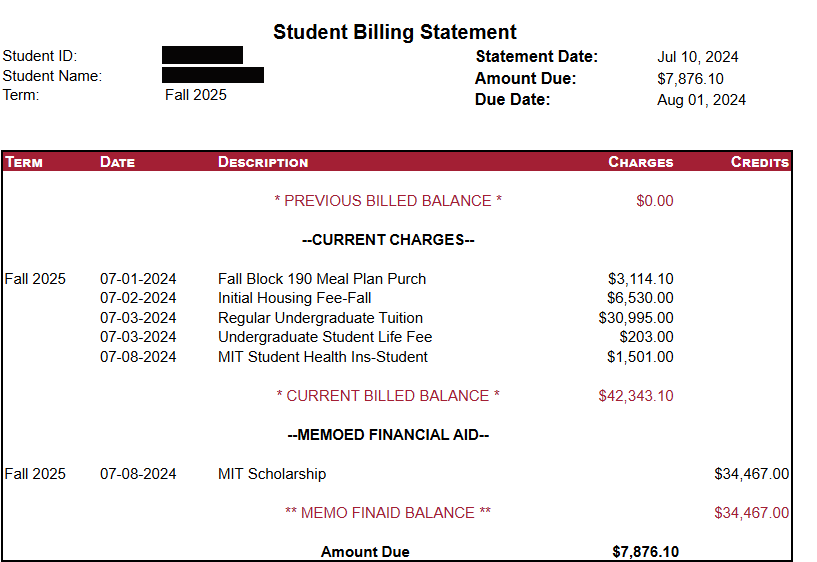 Student Billing Statement
Student ID:
Student Name:
Term: Fall 2025
Statement Date: Jul 10, 2024
Amount Due: $7,876.10
Due Date: Aug 01, 2024
TERM DATE DESCRIPTION CHARGES CREDITS
* PREVIOUS BILLED BALANCE * $0.00
--CURRENT CHARGES--
Fall 2025 07-01-2024 Fall Block 190 Meal Plan Purch $3,114.10
07-02-2024 Initial Housing Fee-Fall $6,530.00
07-03-2024 Regular Undergraduate Tuition $30,995.00
07-03-2024 Undergraduate Student Life Fee $203.00
07-08-2024 MIT Student Health Ins-Student $1,501.00
* CURRENT BILLED BALANCE * $42,343.10
--MEMOED FINANCIAL AID--
Fall 2025 07-08-2024 MIT Scholarship $34,467.00
** MEMO FINAID BALANCE ** $34,467.00
Amount Due $7,876.10